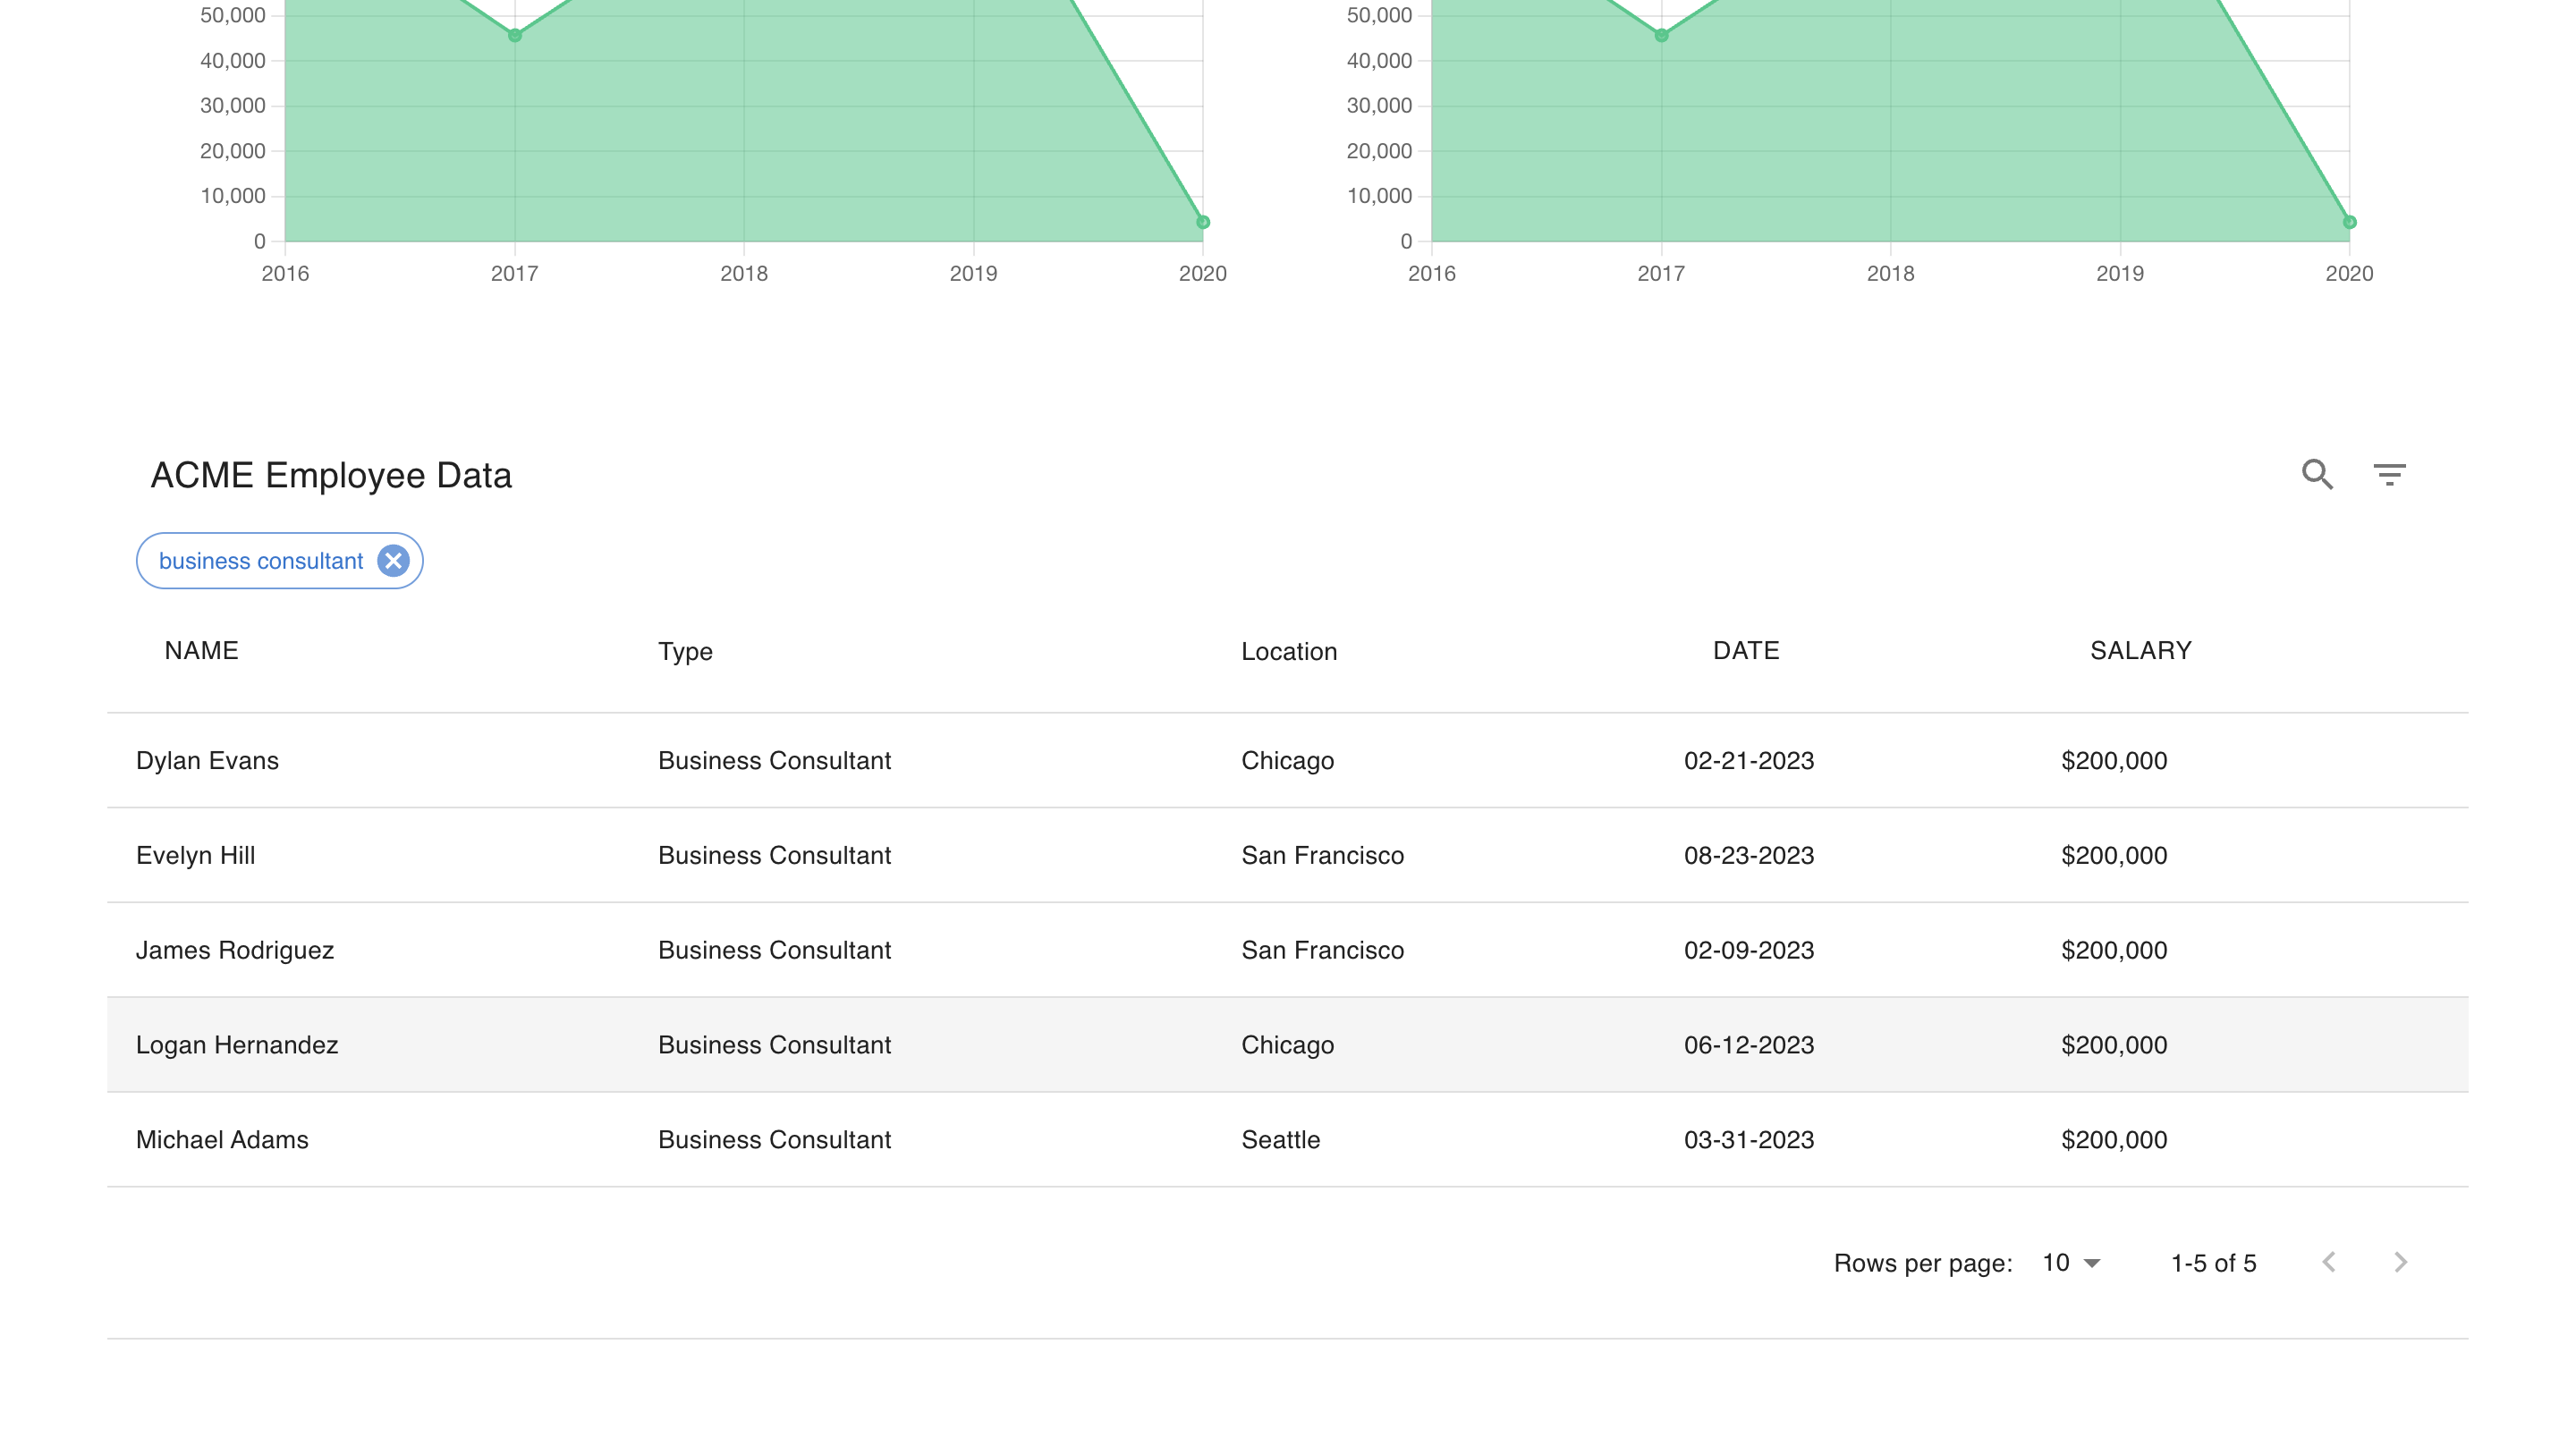 50,000
40,000
30,000
20,000
10,000
0
2016 2017 2018 2019 2020
50,000
40,000
30,000
20,000
10,000
0
2016 2017 2018 2019 2020
ACME Employee Data
business consultant
NAME Type Location DATE SALARY
Dylan Evans Business Consultant Chicago 02-21-2023 $200,000
Evelyn Hill Business Consultant San Francisco 08-23-2023 $200,000
James Rodriguez Business Consultant San Francisco 02-09-2023 $200,000
Logan Hernandez Business Consultant Chicago 06-12-2023 $200,000
Michael Adams Business Consultant Seattle 03-31-2023 $200,000
Rows per page: 10 1-5 of 5